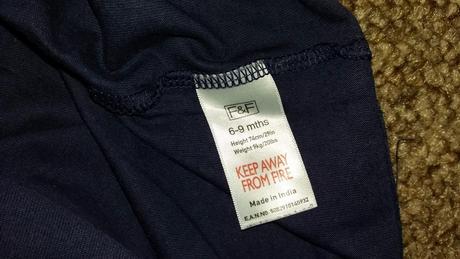 F&F
6-9 mths
Height 74cm/29in
Weight 9kg/20lbs
KEEP AWAY
FROM FIRE
Made in India
E.A.N.NO